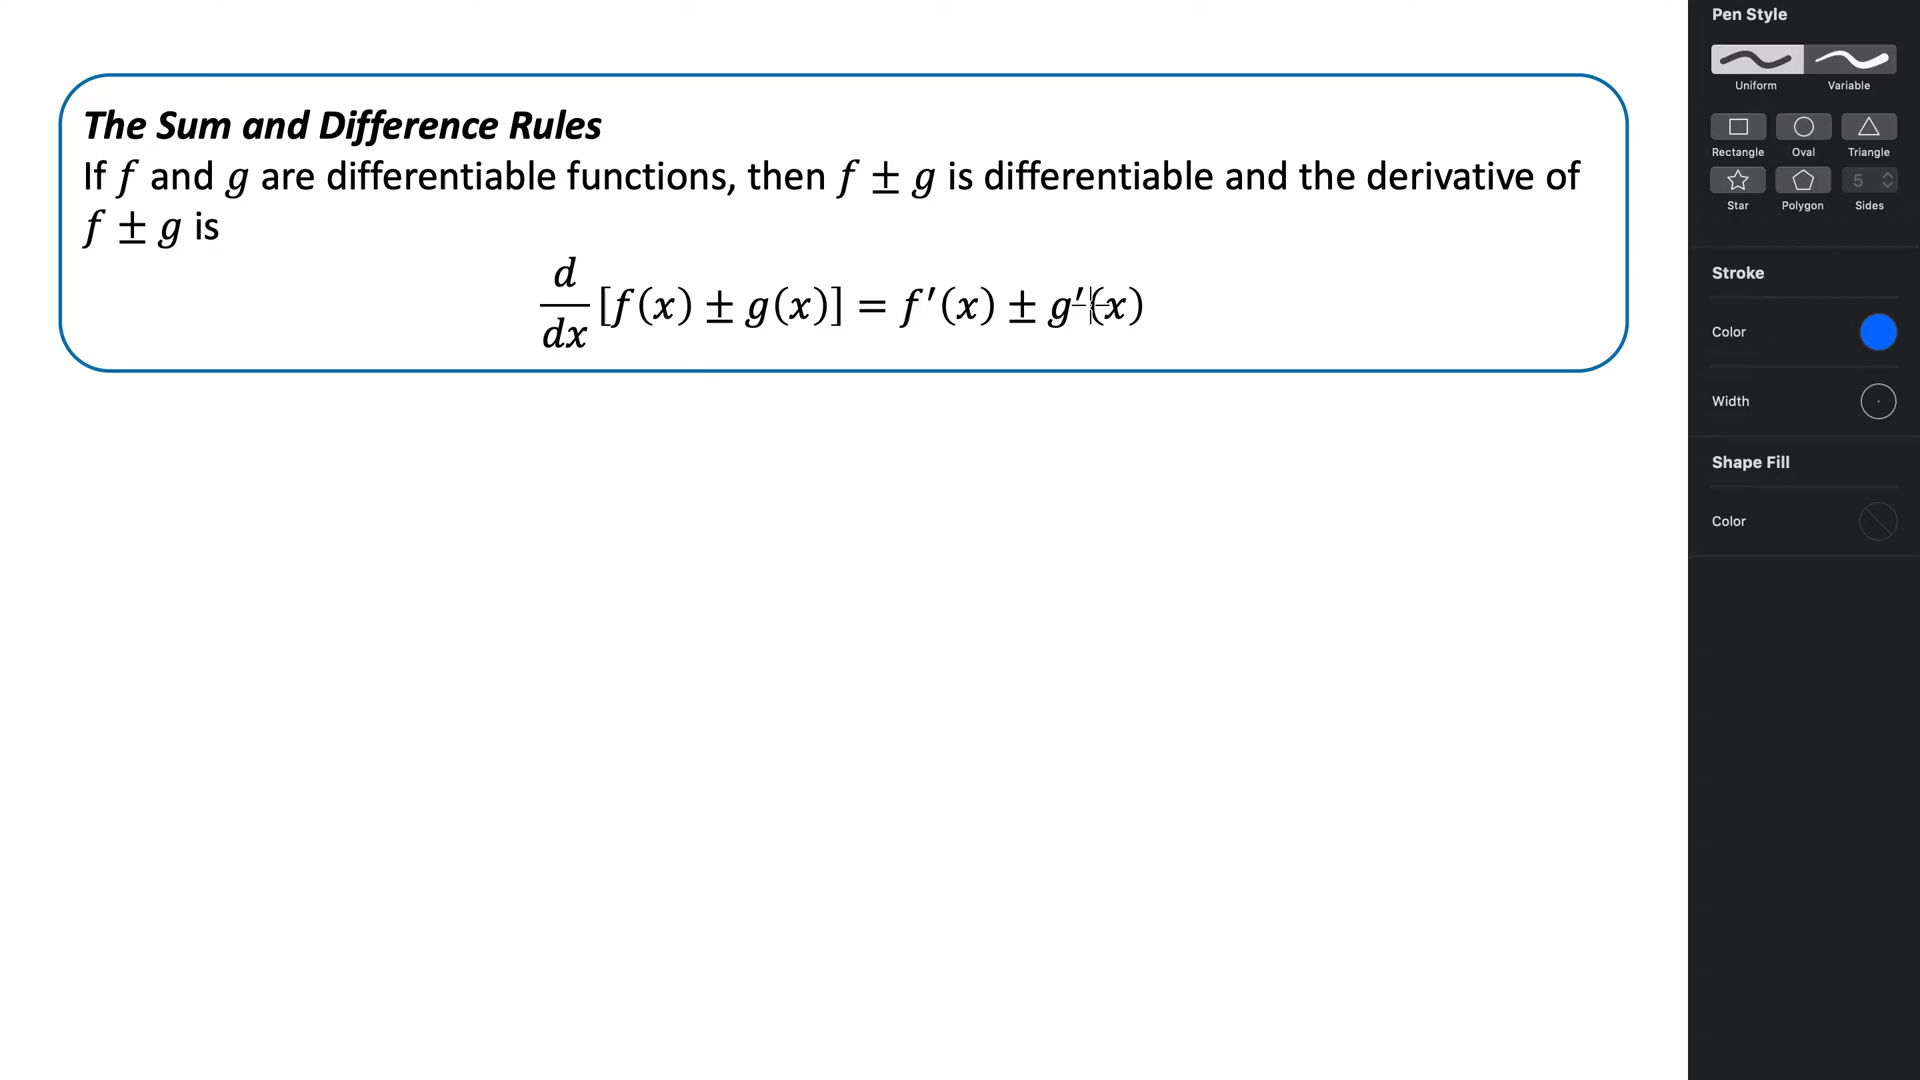 The Sum and Difference Rules
If f and g are differentiable functions, then f ± g is differentiable and the derivative of
f ± g is
d/dx [f(x) ± g(x)] = f′(x) ± g′(x)
Pen Style
Uniform Variable
Rectangle Oval Triangle
5
Star Polygon Sides
Stroke
Color
Width
Shape Fill
Color